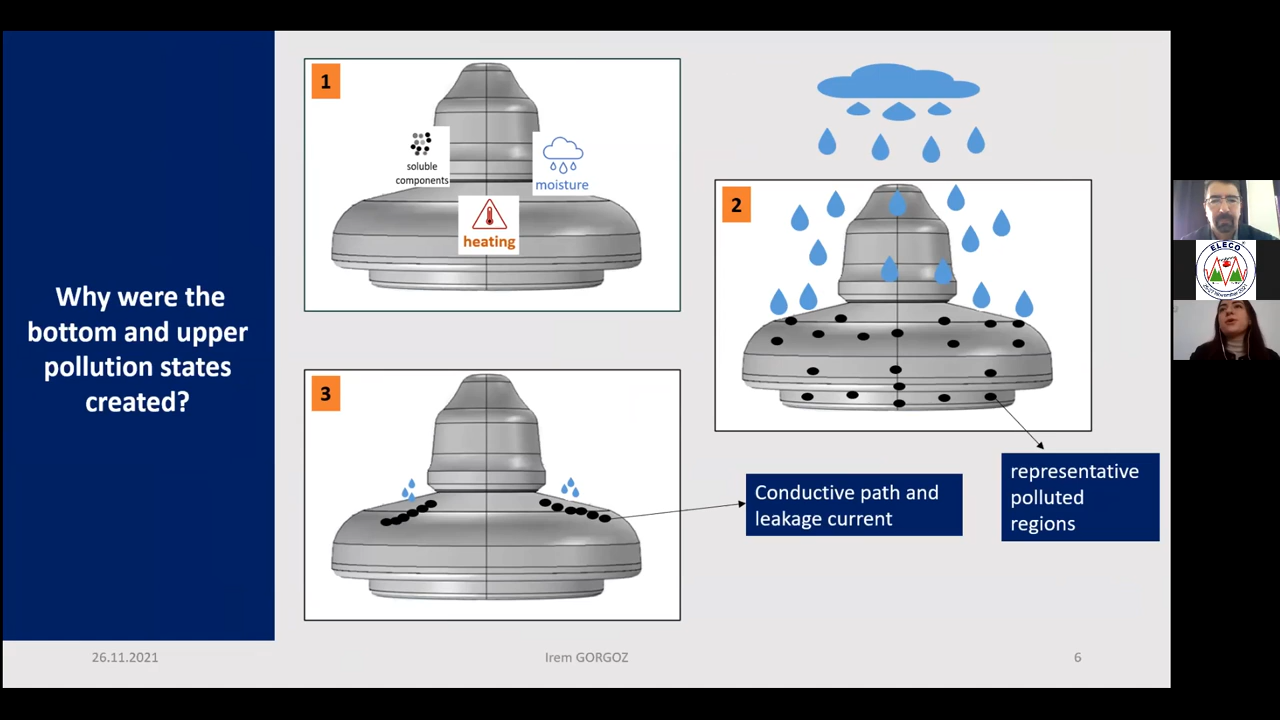 Why were the
bottom and upper
pollution states
created?
1
soluble
components
moisture
heating
2
3
Conductive path and
leakage current
representative
polluted
regions
26.11.2021
Irem GORGOZ
6
ELECO